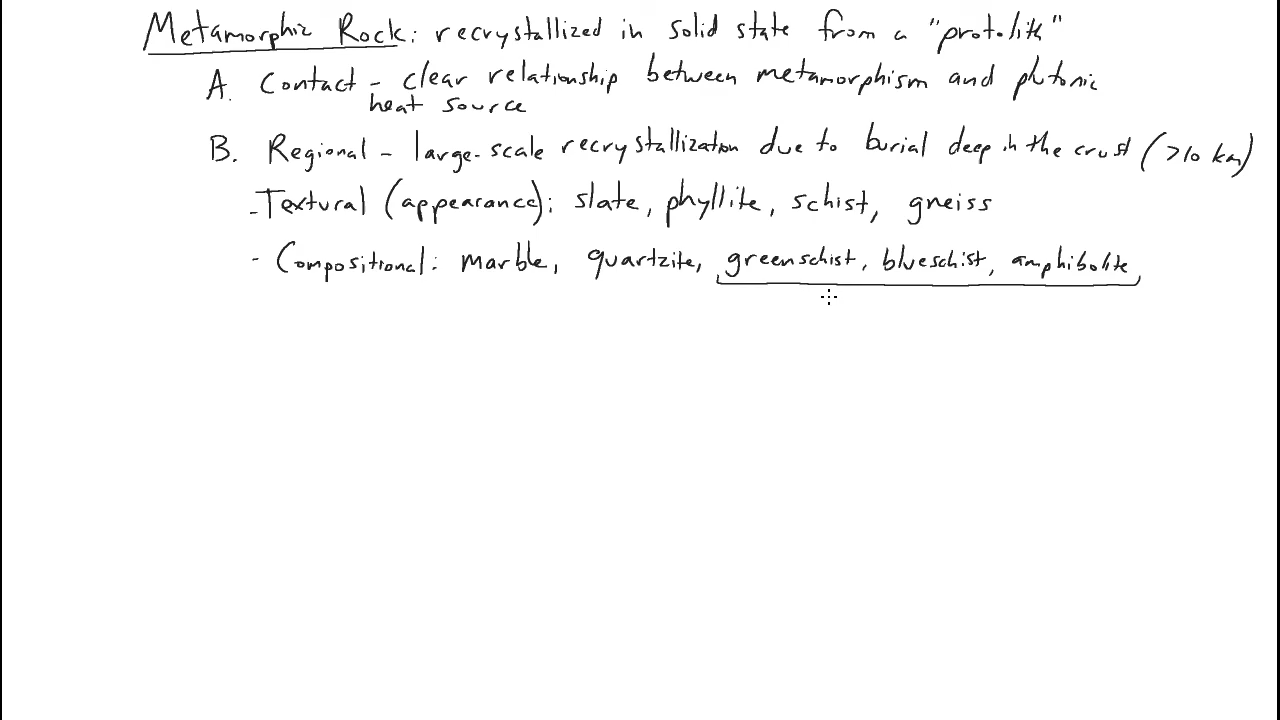 Metamorphic Rock: recrystallized in solid state from a "protolith"
A. Contact - clear relationship between metamorphism and plutonic
heat source
B. Regional - large-scale recrystallization due to burial deep in the crust (>10 km)
- Textural (appearance): slate, phyllite, schist, gneiss
- Compositional: marble, quartzite, greenschist, blueschist, amphibolite,